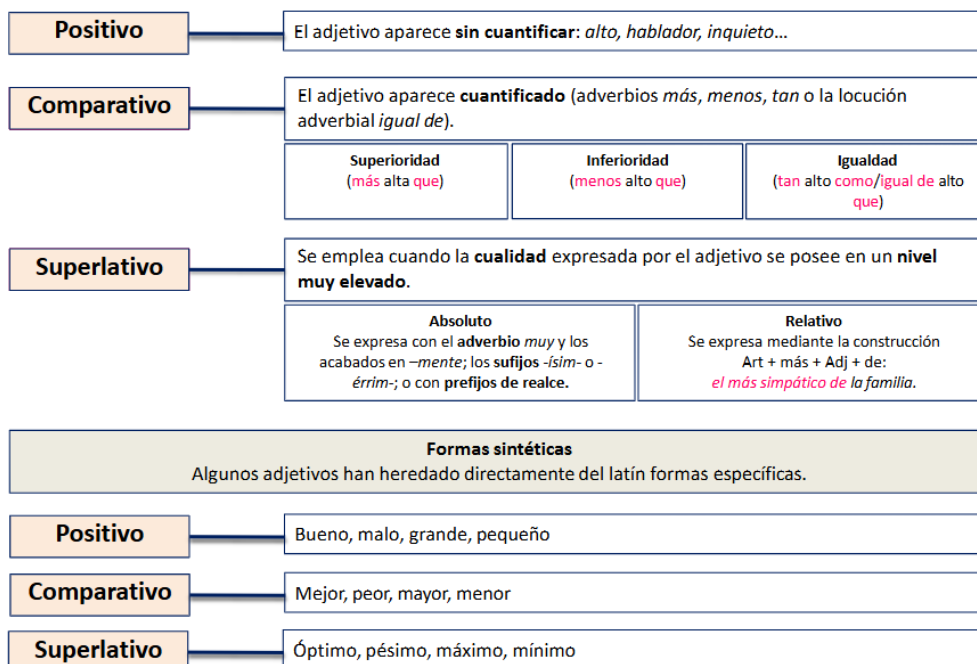 Positivo
El adjetivo aparece sin cuantificar: alto, hablador, inquieto…
Comparativo
El adjetivo aparece cuantificado (adverbios más, menos, tan o la locución
adverbial igual de).
Superioridad
(más alta que)
Inferioridad
(menos alto que)
Igualdad
(tan alto como/igual de alto
que)
Superlativo
Se emplea cuando la cualidad expresada por el adjetivo se posee en un nivel
muy elevado.
Absoluto
Se expresa con el adverbio muy y los
acabados en –mente; los sufijos -ísim- o -
érrim-; o con prefijos de realce.
Relativo
Se expresa mediante la construcción
Art + más + Adj + de:
el más simpático de la familia.
Formas sintéticas
Algunos adjetivos han heredado directamente del latín formas específicas.
Positivo
Bueno, malo, grande, pequeño
Comparativo
Mejor, peor, mayor, menor
Superlativo
Óptimo, pésimo, máximo, mínimo